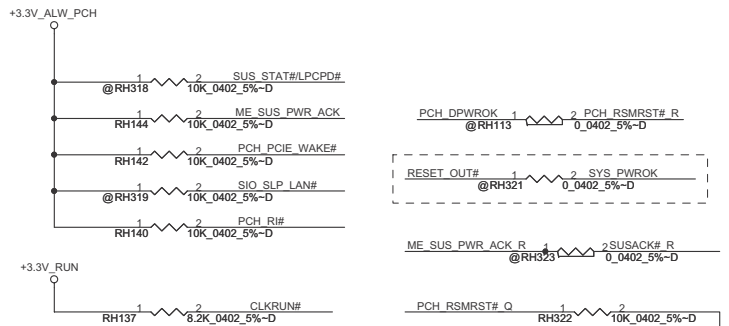 +3.3V_ALW_PCH
1 2 SUS_STAT#/LPCPD#
@RH318 10K_0402_5%~D
1 2 ME_SUS_PWR_ACK
RH144 10K_0402_5%~D
1 2 PCH_PCIE_WAKE#
RH142 10K_0402_5%~D
1 2 SIO_SLP_LAN#
@RH319 10K_0402_5%~D
1 2 PCH_RI#
RH140 10K_0402_5%~D
+3.3V_RUN
1 2 CLKRUN#
RH137 8.2K_0402_5%~D
PCH_DPWROK 1 2 PCH_RSMRST#_R
@RH113 0_0402_5%~D
RESET_OUT# 1 2 SYS_PWROK
@RH321 0_0402_5%~D
ME_SUS_PWR_ACK_R 1 2 SUSACK#_R
@RH323 0_0402_5%~D
PCH_RSMRST#_Q 1 2
RH322 10K_0402_5%~D